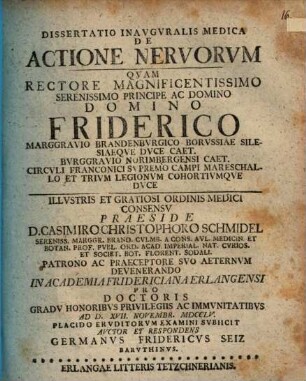 16
DISSERTATIO INAVGVRALIS MEDICA
DE
ACTIONE NERVORVM
QVAM
RECTORE MAGNIFICENTISSIMO
SERENISSIMO PRINCIPE AC DOMINO
DOMINO
FRIDERICO
MARGGRAVIO BRANDENBVRGICO BORVSSIAE SILE-
SIAEQVE DVCE CAET.
BVRGGRAVIO NORIMBERGENSI CAET.
CIRCVLI FRANCONICI SVPREMO CAMPI MARESCHAL-
LO ET TRIVM LEGIONVM COHORTIVMQVE
DVCE
ILLVSTRIS ET GRATIOSI ORDINIS MEDICI
CONSENSV
PRAESIDE
D. CASIMIRO CHRISTOPHORO SCHMIDEL
SERENISS. MARGGR. BRAND. CVLMB. A CONS. AVL. MEDICIN. ET
BOTAN. PROF. PVBL. ORD. ACAD. IMPERIAL. NAT. CVRIOS.
ET SOCIET. BOT. FLORENT. SODALI.
PATRONO AC PRAECEPTORE SVO AETERNVM
DEVENERANDO
IN ACADEMIA FRIDERICIANA ERLANGENSI
PRO
DOCTORIS
GRADV HONORIBVS PRIVILEGIIS AC IMMVNITATIBVS
AD D. XVII. NOVEMBR. MDCCLV.
PLACIDO ERVDITORVM EXAMINI SVBIICIT
AVCTOR ET RESPONDENS
GERMANVS FRIDERICVS SEIZ
BARVTHINVS.
ERLANGAE LITTERIS TETZCHNERIANIS.